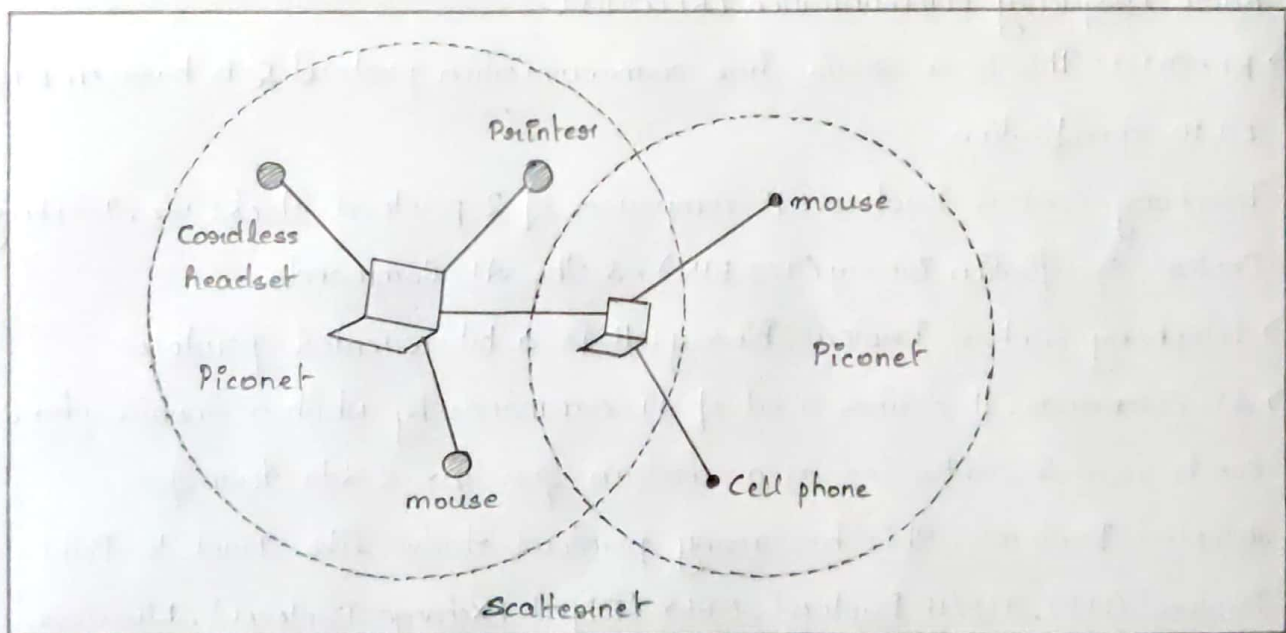 Printer
Cordless
headset
mouse
Piconet
Piconet
mouse
Cell phone
Scatternet